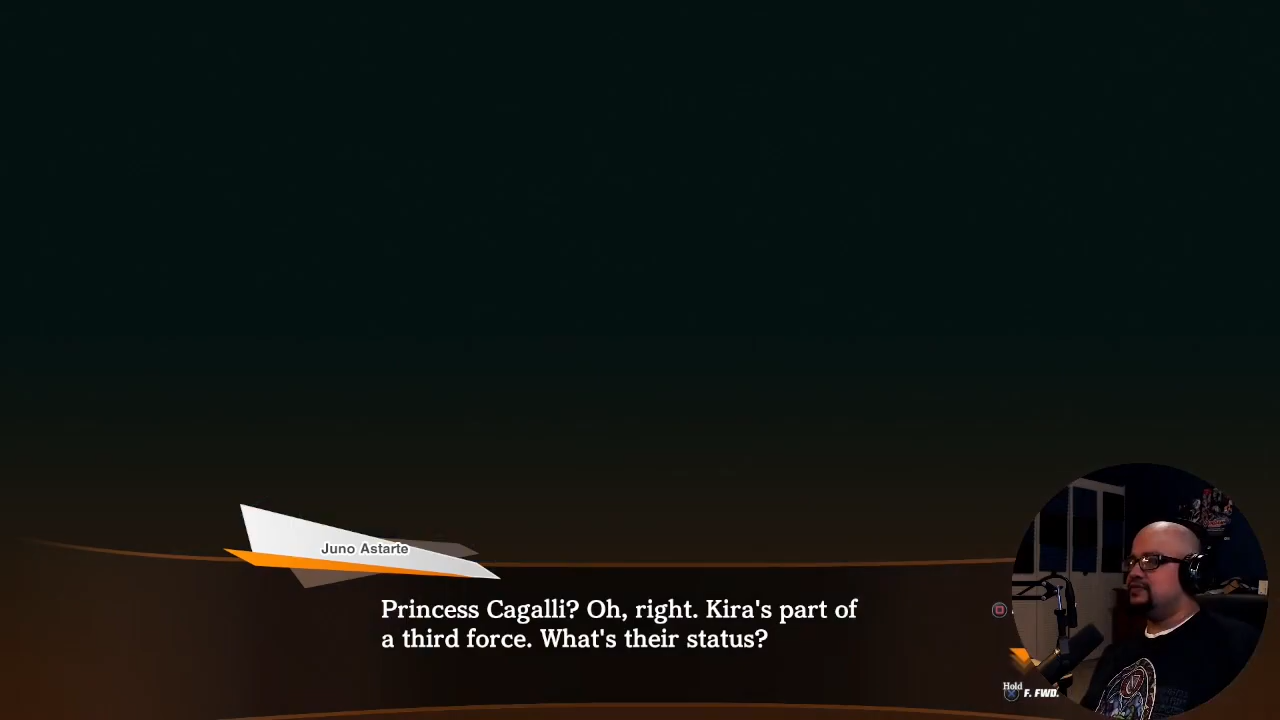 Juno Astarte
Princess Cagalli? Oh, right. Kira's part of
a third force. What's their status?
Hold
F. FWD.